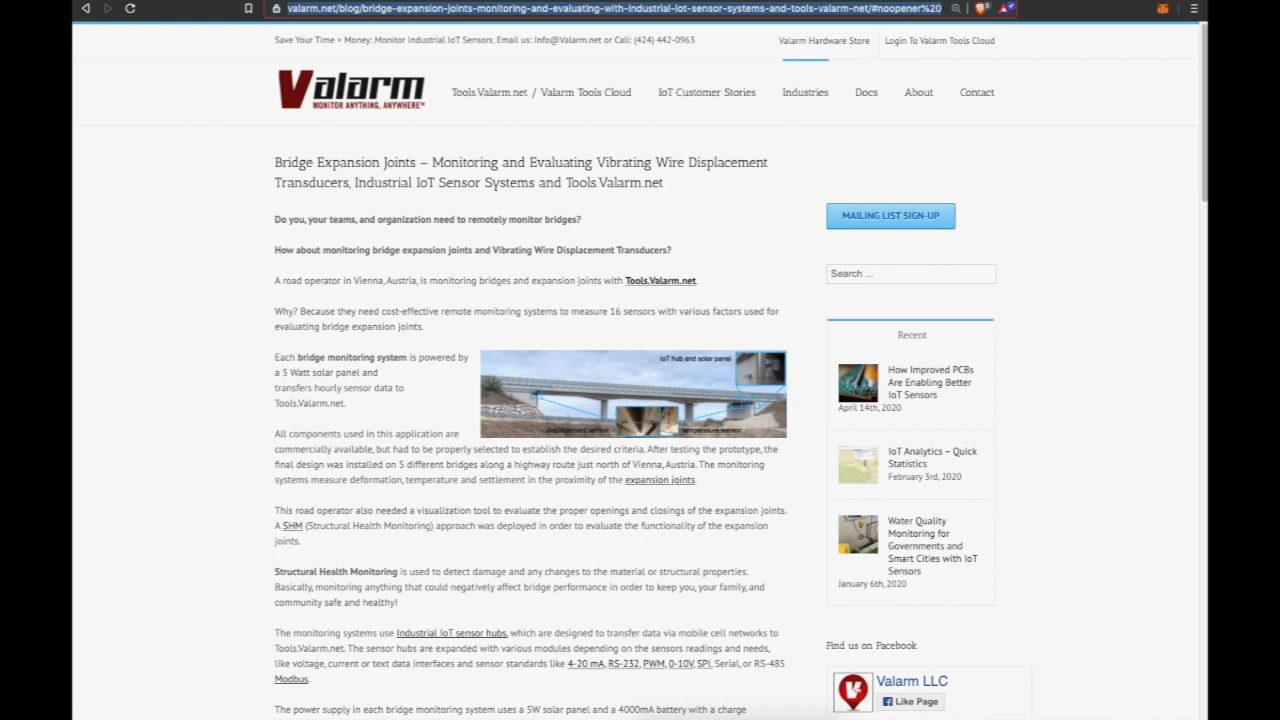 valarm.net/blog/bridge-expansion-joints-monitoring-and-evaluating-with-industrial-iot-sensor-systems-and-tools-valarm-net/#noopener%20
Save Your Time + Money: Monitor Industrial IoT Sensors. Email us: Info@Valarm.net or Call: (424) 442-0963
Valarm Hardware Store
Login To Valarm Tools Cloud
Valarm
MONITOR ANYTHING, ANYWHERE™
Tools.Valarm.net / Valarm Tools Cloud
IoT Customer Stories
Industries
Docs
About
Contact
Bridge Expansion Joints – Monitoring and Evaluating Vibrating Wire Displacement
Transducers, Industrial IoT Sensor Systems and Tools.Valarm.net
Do you, your teams, and organization need to remotely monitor bridges?
How about monitoring bridge expansion joints and Vibrating Wire Displacement Transducers?
A road operator in Vienna, Austria, is monitoring bridges and expansion joints with Tools.Valarm.net.
Why? Because they need cost-effective remote monitoring systems to measure 16 sensors with various factors used for
evaluating bridge expansion joints.
Each bridge monitoring system is powered by
a 5 Watt solar panel and
transfers hourly sensor data to
Tools.Valarm.net.
IoT hub and solar panel
displacement sensor
temperature sensor
All components used in this application are
commercially available, but had to be properly selected to establish the desired criteria. After testing the prototype, the
final design was installed on 5 different bridges along a highway route just north of Vienna, Austria. The monitoring
systems measure deformation, temperature and settlement in the proximity of the expansion joints.
This road operator also needed a visualization tool to evaluate the proper openings and closings of the expansion joints.
A SHM (Structural Health Monitoring) approach was deployed in order to evaluate the functionality of the expansion
joints.
Structural Health Monitoring is used to detect damage and any changes to the material or structural properties.
Basically, monitoring anything that could negatively affect bridge performance in order to keep you, your family, and
community safe and healthy!
The monitoring systems use Industrial IoT sensor hubs, which are designed to transfer data via mobile cell networks to
Tools.Valarm.net. The sensor hubs are expanded with various modules depending on the sensors readings and needs,
like voltage, current or text data interfaces and sensor standards like 4-20 mA, RS-232, PWM, 0-10V, SPI, Serial, or RS-485
Modbus.
The power supply in each bridge monitoring system uses a 5W solar panel and a 4000mA battery with a charge
MAILING LIST SIGN-UP
Search ...
Recent
How Improved PCBs
Are Enabling Better
IoT Sensors
April 14th, 2020
IoT Analytics – Quick
Statistics
February 3rd, 2020
Water Quality
Monitoring for
Governments and
Smart Cities with IoT
Sensors
January 6th, 2020
Find us on Facebook
Valarm LLC
Like Page